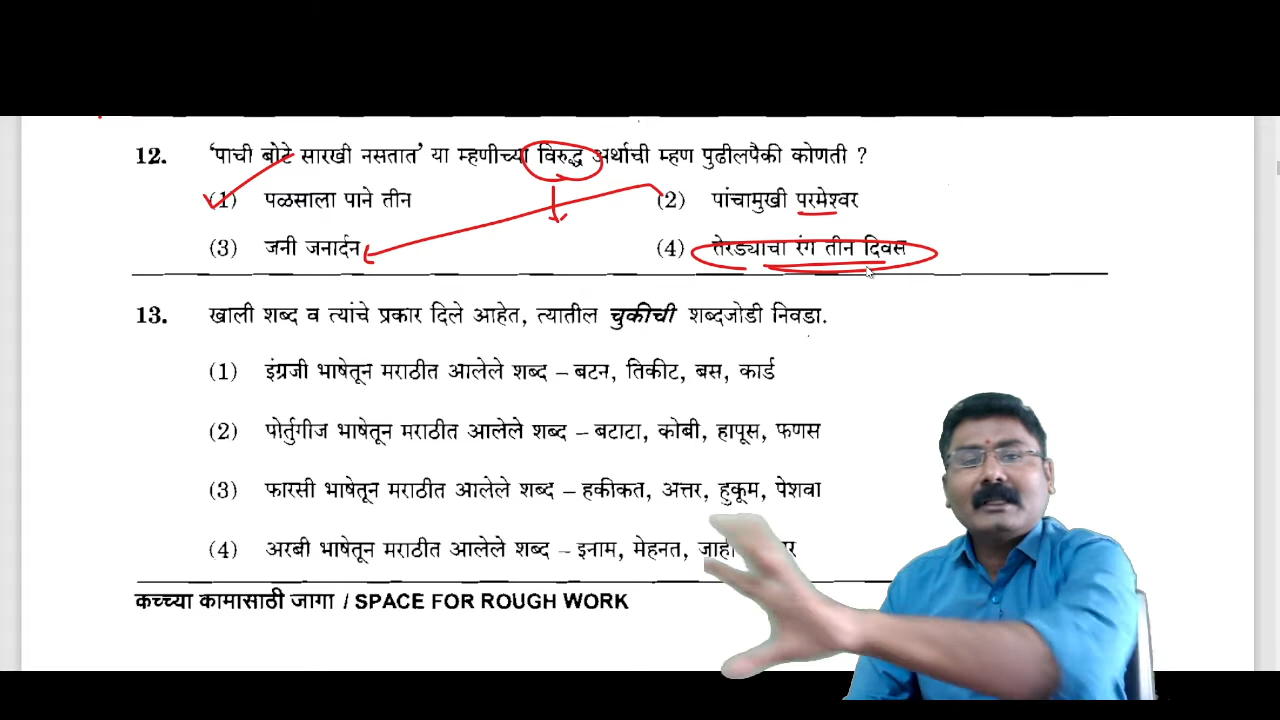 12. 'पाची बोटे सारखी नसतात' या म्हणीच्या विरुद्ध अर्थाची म्हण पुढीलपैकी कोणती ?
(1) पळसाला पाने तीन (2) पांचामुखी परमेश्वर
(3) जनी जनार्दन (4) तेरड्याचा रंग तीन दिवस
13. खाली शब्द व त्यांचे प्रकार दिले आहेत, त्यातील चुकीची शब्दजोडी निवडा.
(1) इंग्रजी भाषेतून मराठीत आलेले शब्द – बटन, तिकीट, बस, कार्ड
(2) पोर्तुगीज भाषेतून मराठीत आलेले शब्द – बटाटा, कोबी, हापूस, फणस
(3) फारसी भाषेतून मराठीत आलेले शब्द – हकीकत, अत्तर, हुकूम, पेशवा
(4) अरबी भाषेतून मराठीत आलेले शब्द – इनाम, मेहनत,
कच्च्या कामासाठी जागा / SPACE FOR ROUGH WORK